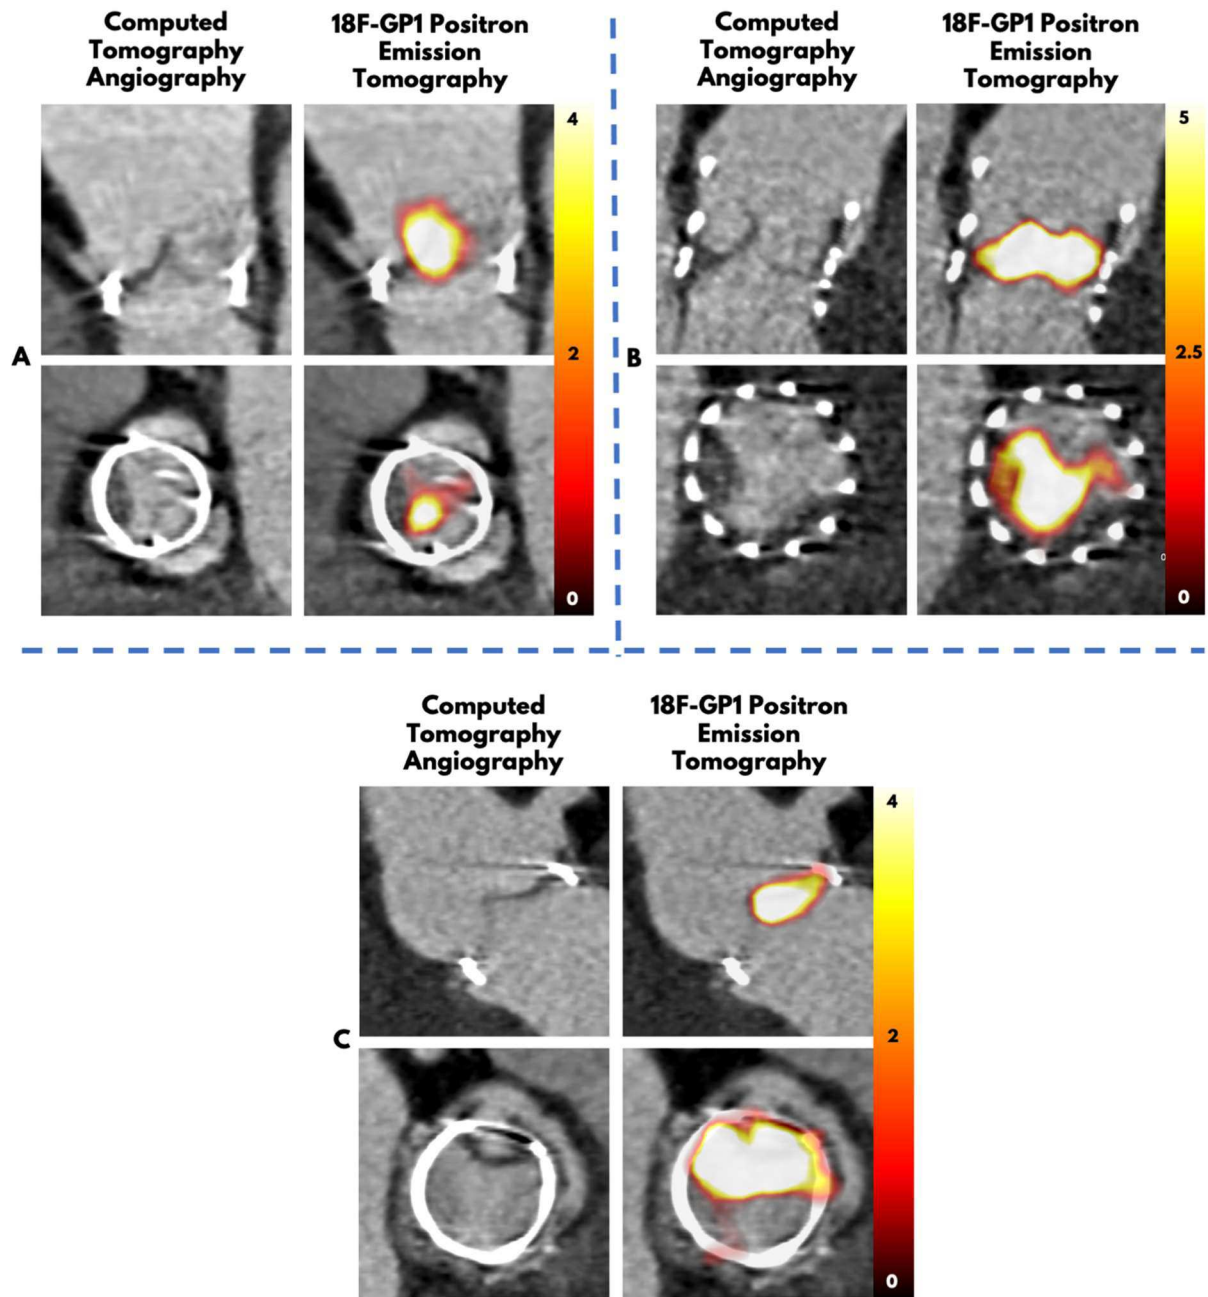 Computed
Tomography
Angiography
18F-GP1 Positron
Emission
Tomography
4
2
0
A
Computed
Tomography
Angiography
18F-GP1 Positron
Emission
Tomography
5
2.5
0
0
B
Computed
Tomography
Angiography
18F-GP1 Positron
Emission
Tomography
4
2
0
C